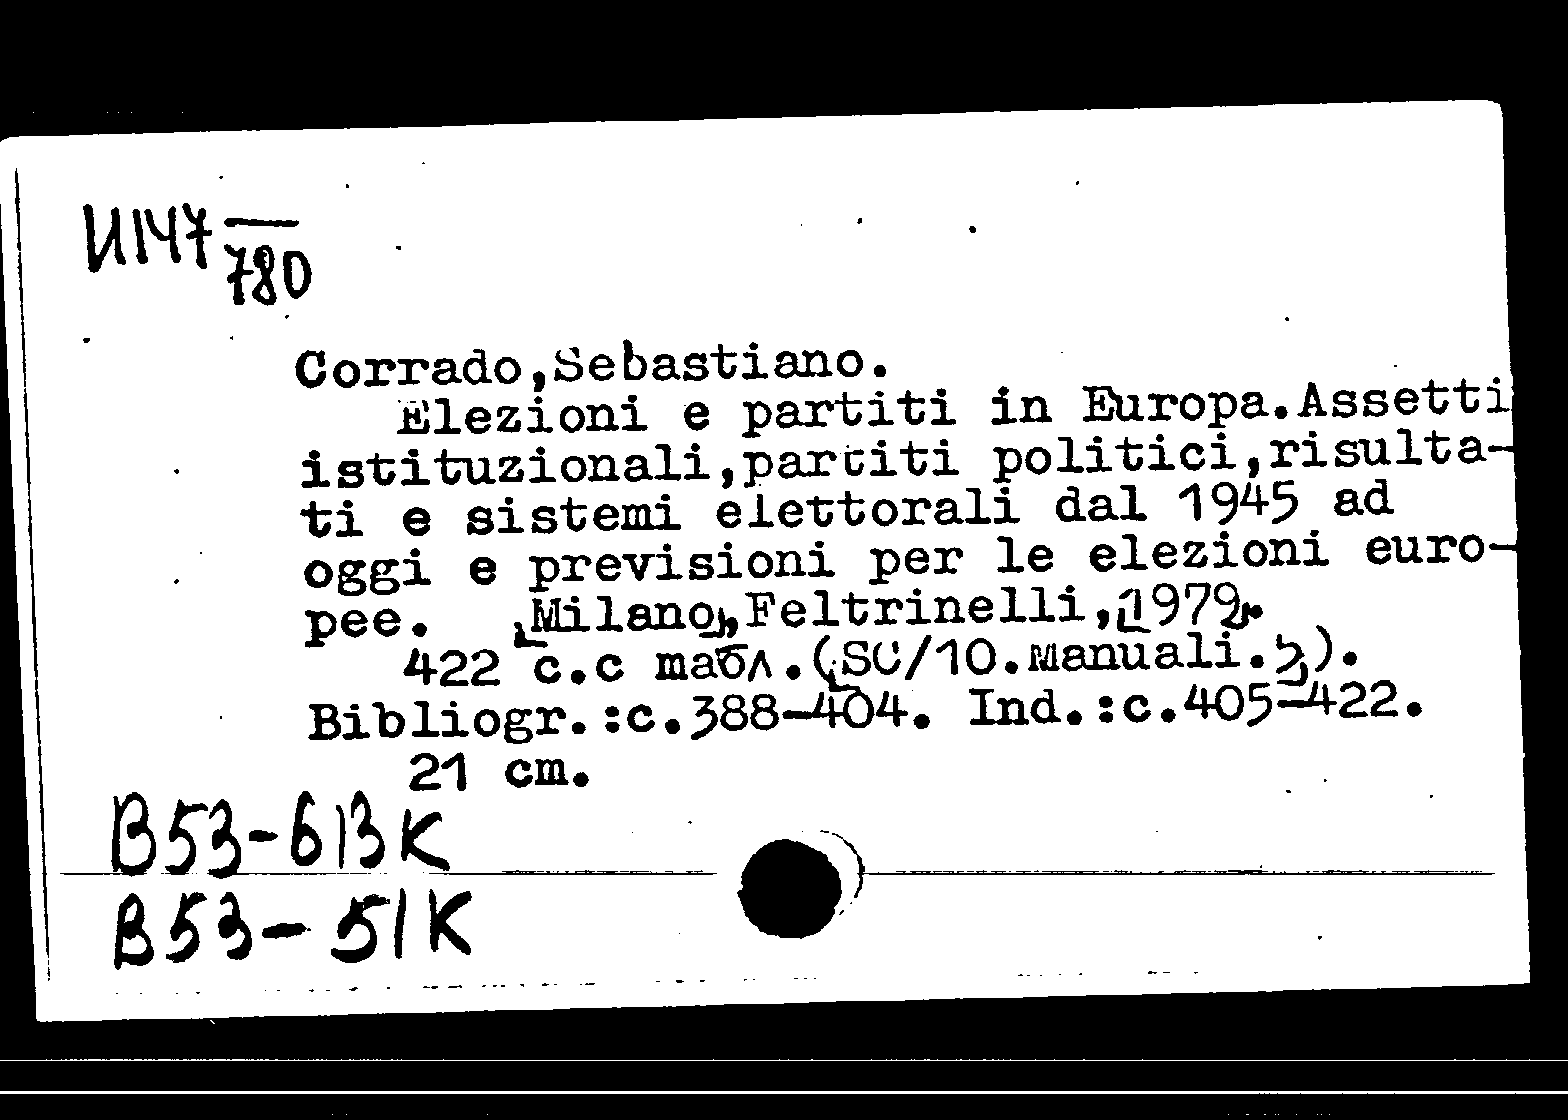 И147 —
780
Corrado,Sebastiano.
Elezioni e partiti in Europa.Assetti
istituzionali,partiti politici,risulta-
ti e sistemi elettorali dal 1945 ad
oggi e previsioni per le elezioni euro-
pee. [Milano],Feltrinelli,[1979].
422 c.c табл.(SC/10.Manuali.5).
Bibliogr.:c.388-404. Ind.:c.405-422.
21 cm.
B53-613K
B53-51K